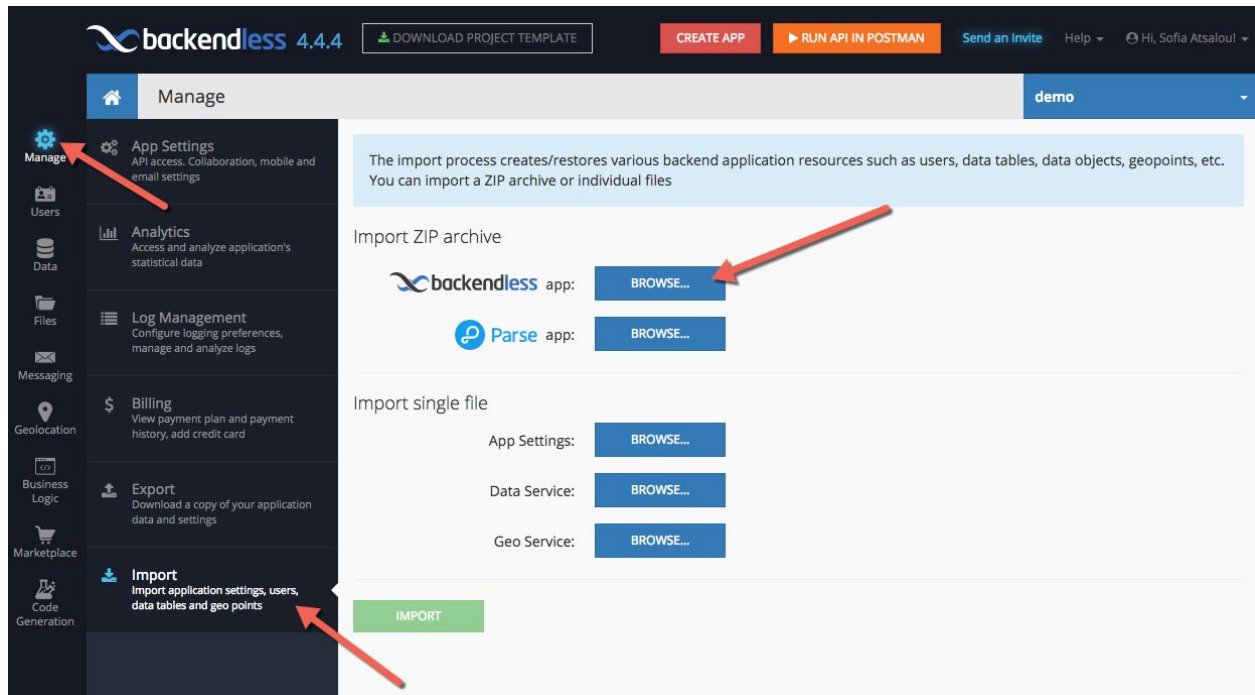 backendless 4.4.4
DOWNLOAD PROJECT TEMPLATE
CREATE APP
RUN API IN POSTMAN
Send an Invite
Help
Hi, Sofia Atsalou!
Manage
demo
Manage
Users
Data
Files
Messaging
Geolocation
Business
Logic
Marketplace
Code
Generation
App Settings
API access. Collaboration, mobile and
email settings
Analytics
Access and analyze application's
statistical data
Log Management
Configure logging preferences,
manage and analyze logs
Billing
View payment plan and payment
history, add credit card
Export
Download a copy of your application
data and settings
Import
Import application settings, users,
data tables and geo points
The import process creates/restores various backend application resources such as users, data tables, data objects, geopoints, etc.
You can import a ZIP archive or individual files
Import ZIP archive
backendless app: BROWSE...
Parse app: BROWSE...
Import single file
App Settings: BROWSE...
Data Service: BROWSE...
Geo Service: BROWSE...
IMPORT